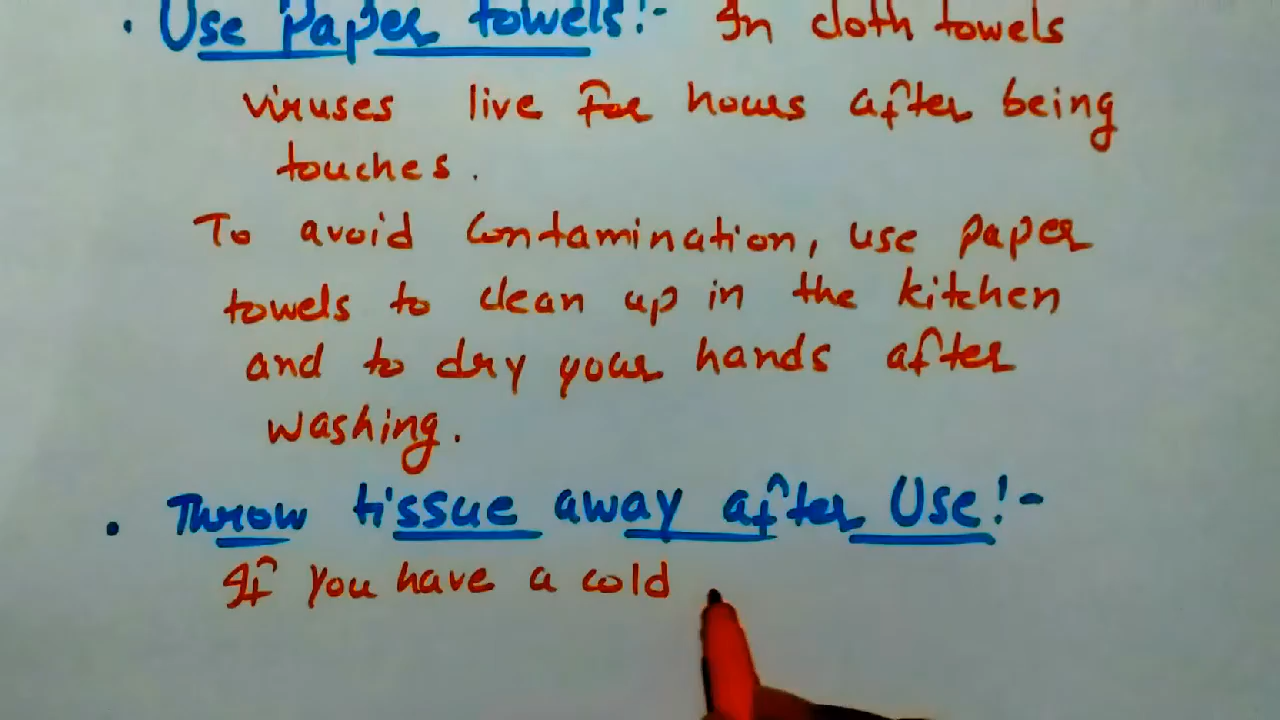 · Use Paper towels!- In cloth towels
viruses live for hours after being
touches.
To avoid contamination, use paper
towels to clean up in the kitchen
and to dry your hands after
washing.
· Throw tissue away after Use!-
If you have a cold